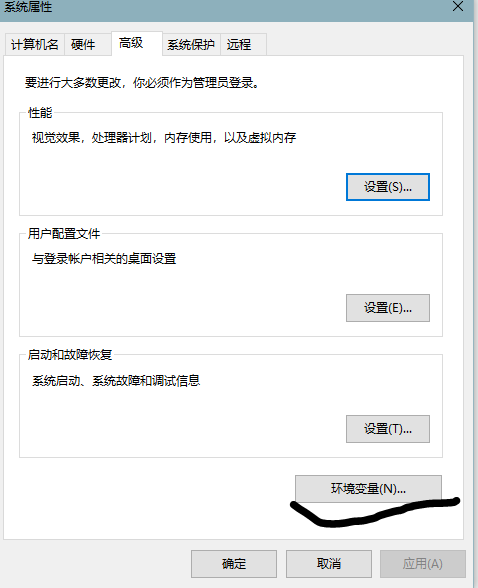 系统属性
计算机名 硬件 高级 系统保护 远程
要进行大多数更改，你必须作为管理员登录。
性能
视觉效果，处理器计划，内存使用，以及虚拟内存
设置(S)...
用户配置文件
与登录帐户相关的桌面设置
设置(E)...
启动和故障恢复
系统启动、系统故障和调试信息
设置(T)...
环境变量(N)...
确定 取消 应用(A)